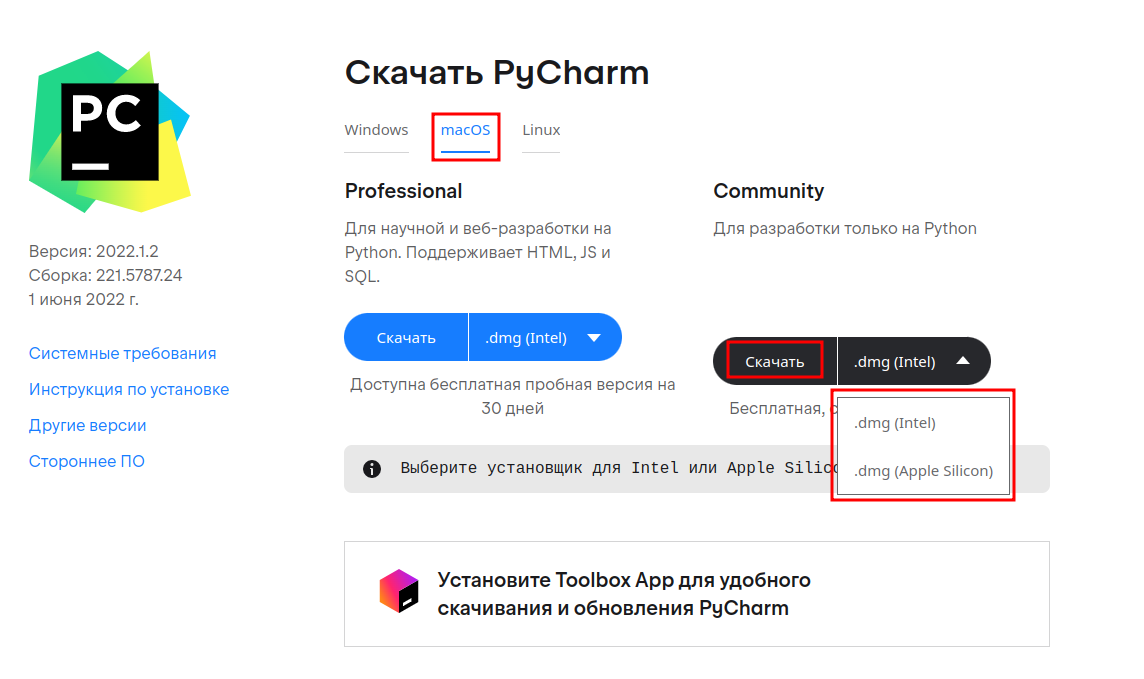 PC
Скачать PyCharm
Windows
macOS
Linux
Версия: 2022.1.2
Сборка: 221.5787.24
1 июня 2022 г.
Системные требования
Инструкция по установке
Другие версии
Стороннее ПО
Professional
Для научной и веб-разработки на
Python. Поддерживает HTML, JS и
SQL.
Скачать
.dmg (Intel)
Доступна бесплатная пробная версия на
30 дней
Community
Для разработки только на Python
Скачать
.dmg (Intel)
Бесплатная,
.dmg (Intel)
.dmg (Apple Silicon)
Выберите установщик для Intel или Apple
Установите Toolbox App для удобного
скачивания и обновления PyCharm